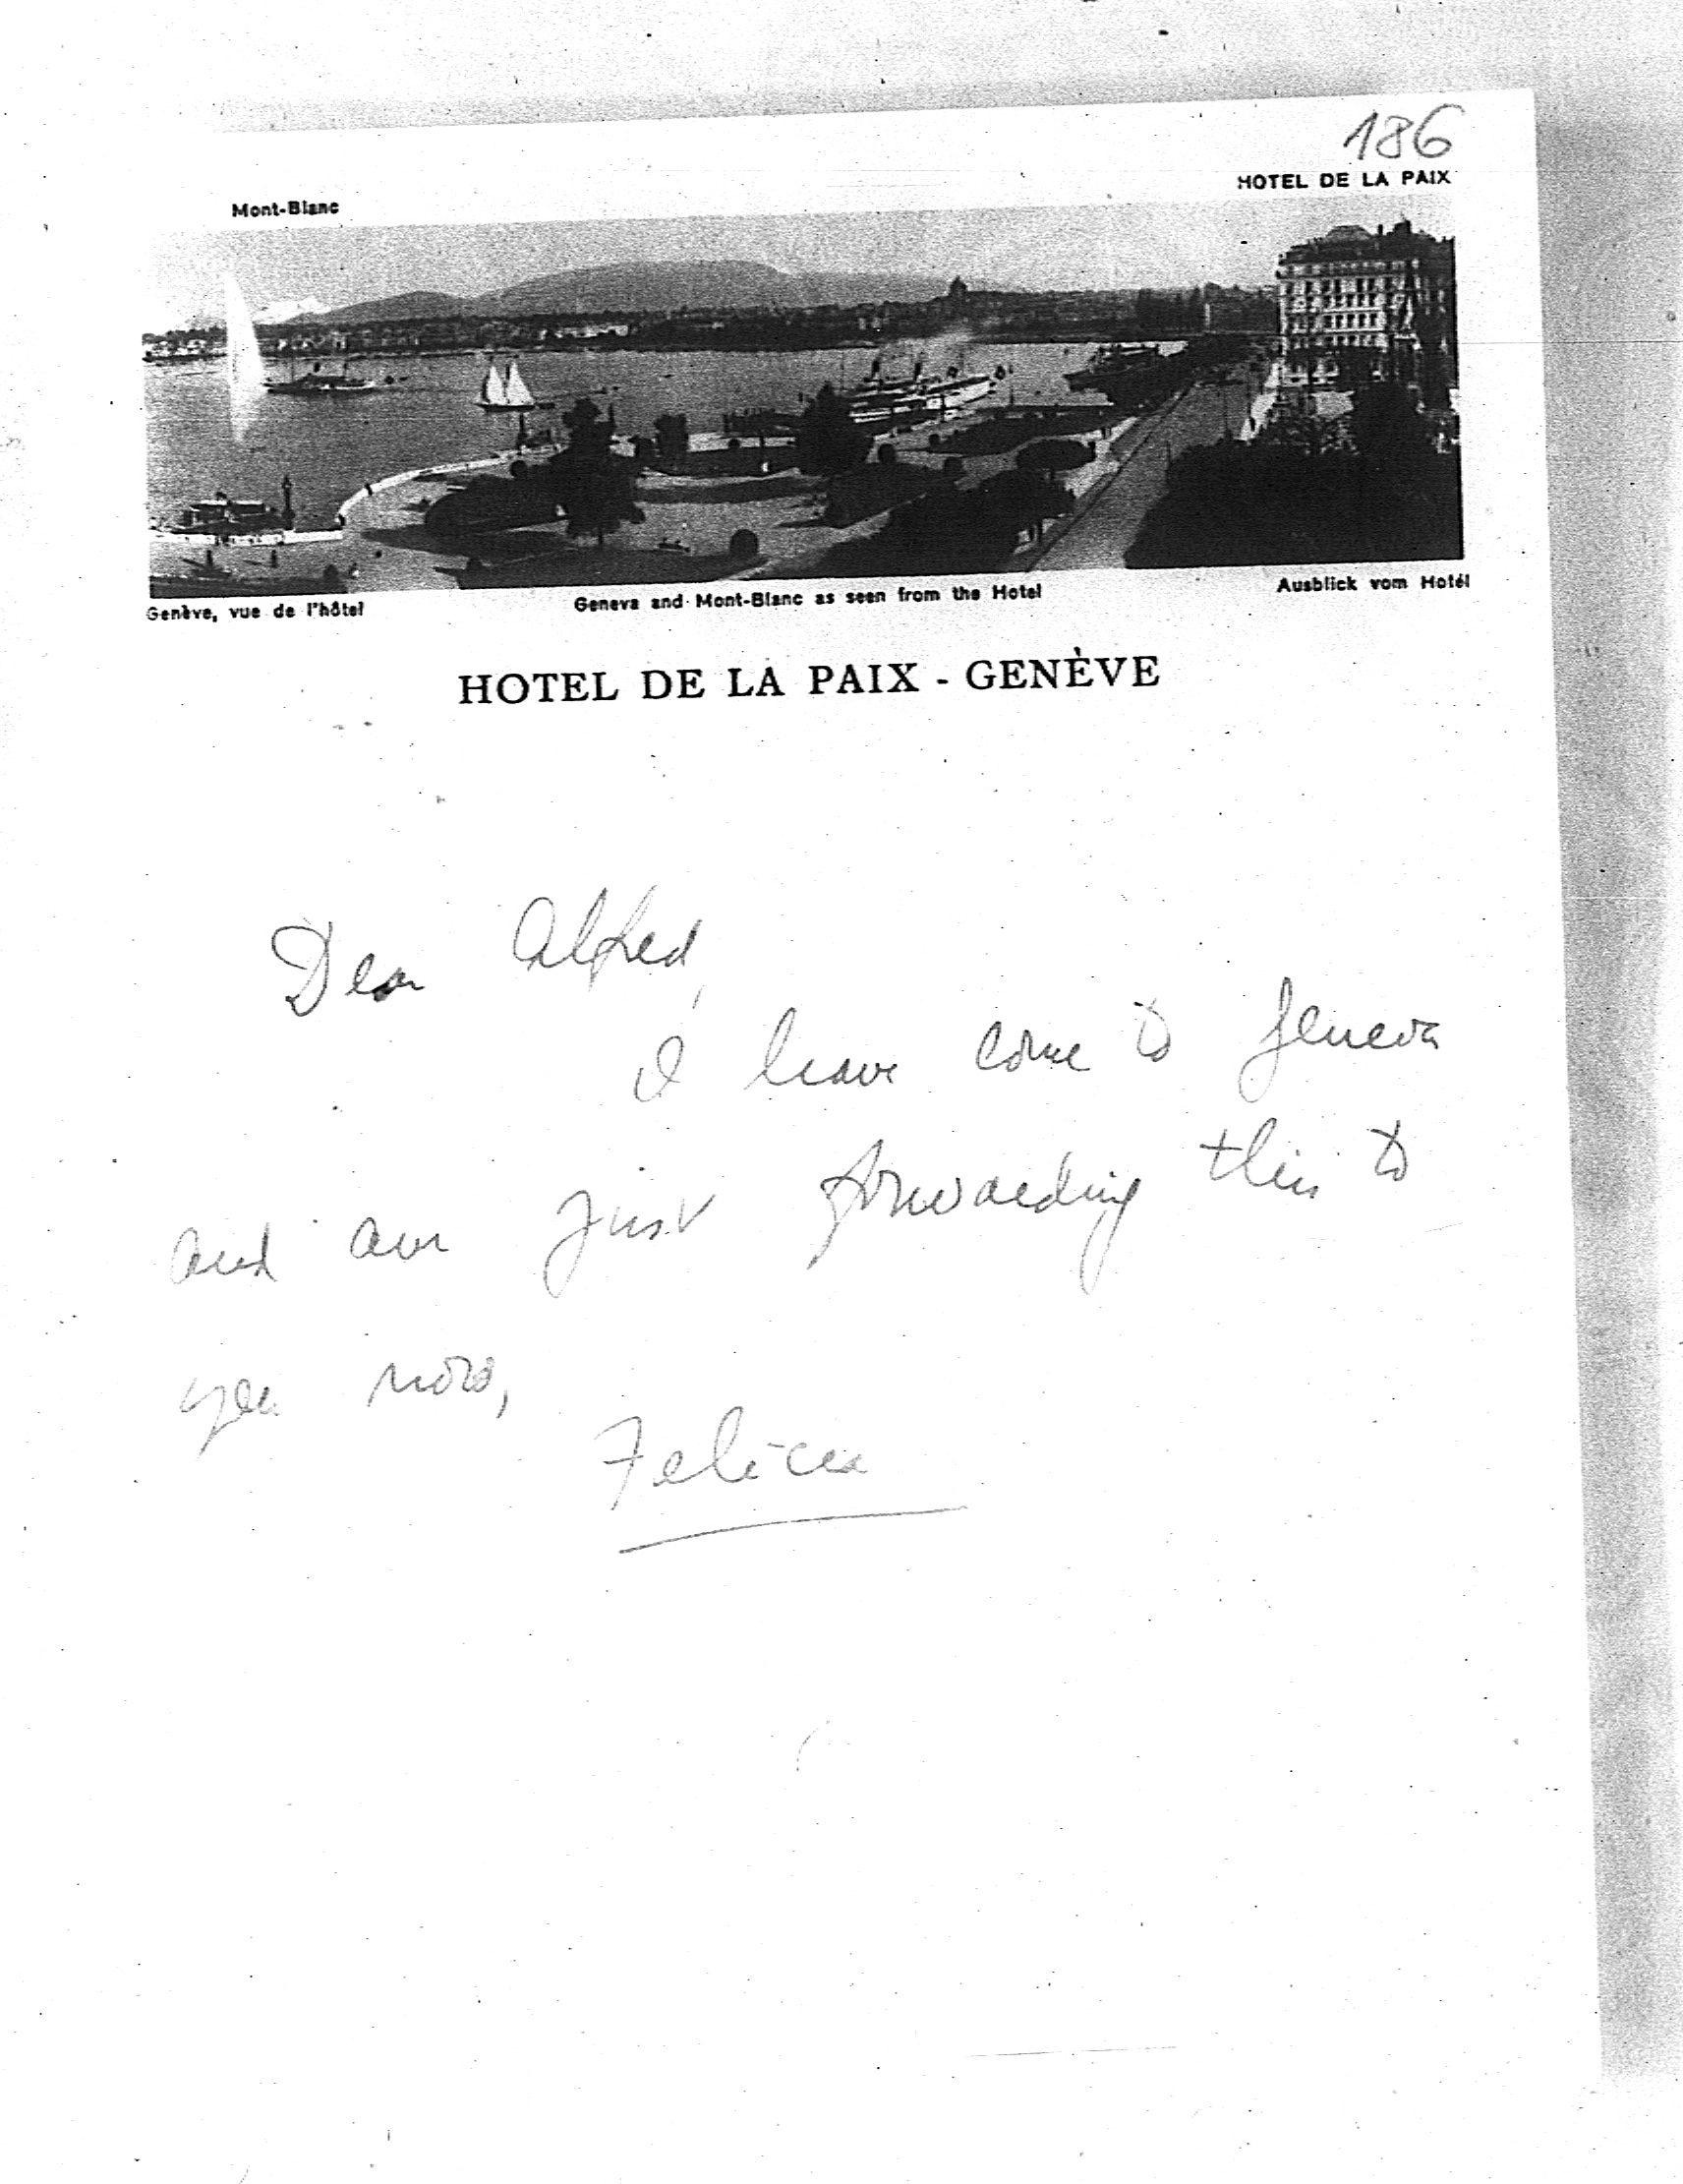 186
HOTEL DE LA PAIX
Mont-Blanc
Genève, vue de l'hôtel
Geneva and Mont-Blanc as seen from the Hotel
Ausblick vom Hotel
HOTEL DE LA PAIX - GENÈVE
Dear Alfred,
I have come to Geneva
and am just forwarding this to
you now,
Felicia